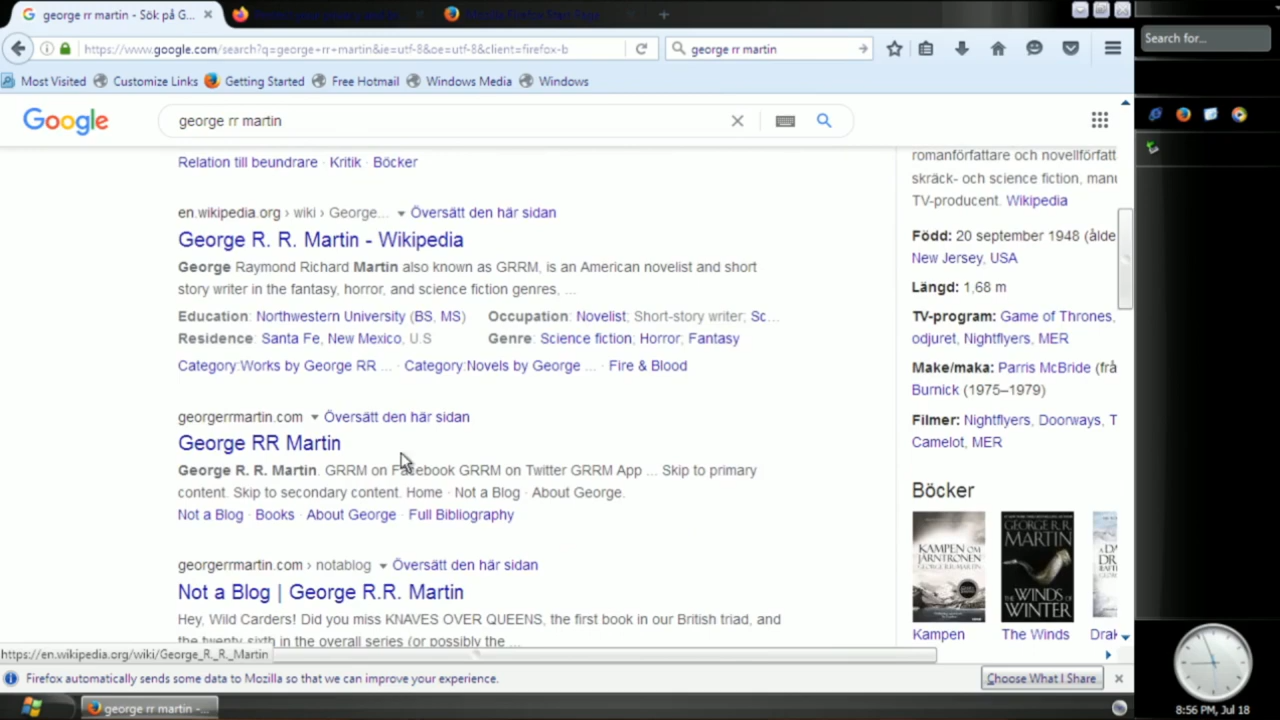 george rr martin - Sök på G...
https://www.google.com/search?q=george+rr+martin&ie=utf-8&oe=utf-8&client=firefox-b
george rr martin
Search for...
Most Visited
Customize Links
Getting Started
Free Hotmail
Windows Media
Windows
Google
george rr martin
Relation till beundrare · Kritik · Böcker
en.wikipedia.org › wiki › George... Översätt den här sidan
George R. R. Martin - Wikipedia
George Raymond Richard Martin also known as GRRM, is an American novelist and short
story writer in the fantasy, horror, and science fiction genres, ...
Education: Northwestern University (BS, MS) Occupation: Novelist; Short-story writer; Sc...
Residence: Santa Fe, New Mexico, U.S Genre: Science fiction; Horror; Fantasy
Category:Works by George RR ... · Category:Novels by George ... · Fire & Blood
georgerrmartin.com Översätt den här sidan
George RR Martin
George R. R. Martin. GRRM on Facebook GRRM on Twitter GRRM App ... Skip to primary
content. Skip to secondary content. Home · Not a Blog · About George.
Not a Blog · Books · About George · Full Bibliography
georgerrmartin.com › notablog Översätt den här sidan
Not a Blog | George R.R. Martin
Hey, Wild Carders! Did you miss KNAVES OVER QUEENS, the first book in our British triad, and
the twenty-sixth in the overall series (or possibly the ...
romanförfattare och novellförfatt
skräck- och science fiction, manu
TV-producent. Wikipedia
Född: 20 september 1948 (ålde
New Jersey, USA
Längd: 1,68 m
TV-program: Game of Thrones,
odjuret, Nightflyers, MER
Make/maka: Parris McBride (frå
Burnick (1975–1979)
Filmer: Nightflyers, Doorways, T
Camelot, MER
Böcker
KAMPEN OM
JÄRNTRONEN
GEORGE R.R. MARTIN
GEORGE R.R.
MARTIN
THE WINDS
OF
WINTER
Kampen
The Winds
Drak
https://en.wikipedia.org/wiki/George_R._R._Martin
Firefox automatically sends some data to Mozilla so that we can improve your experience.
Choose What I Share
george rr martin -...
8:56 PM, Jul 18